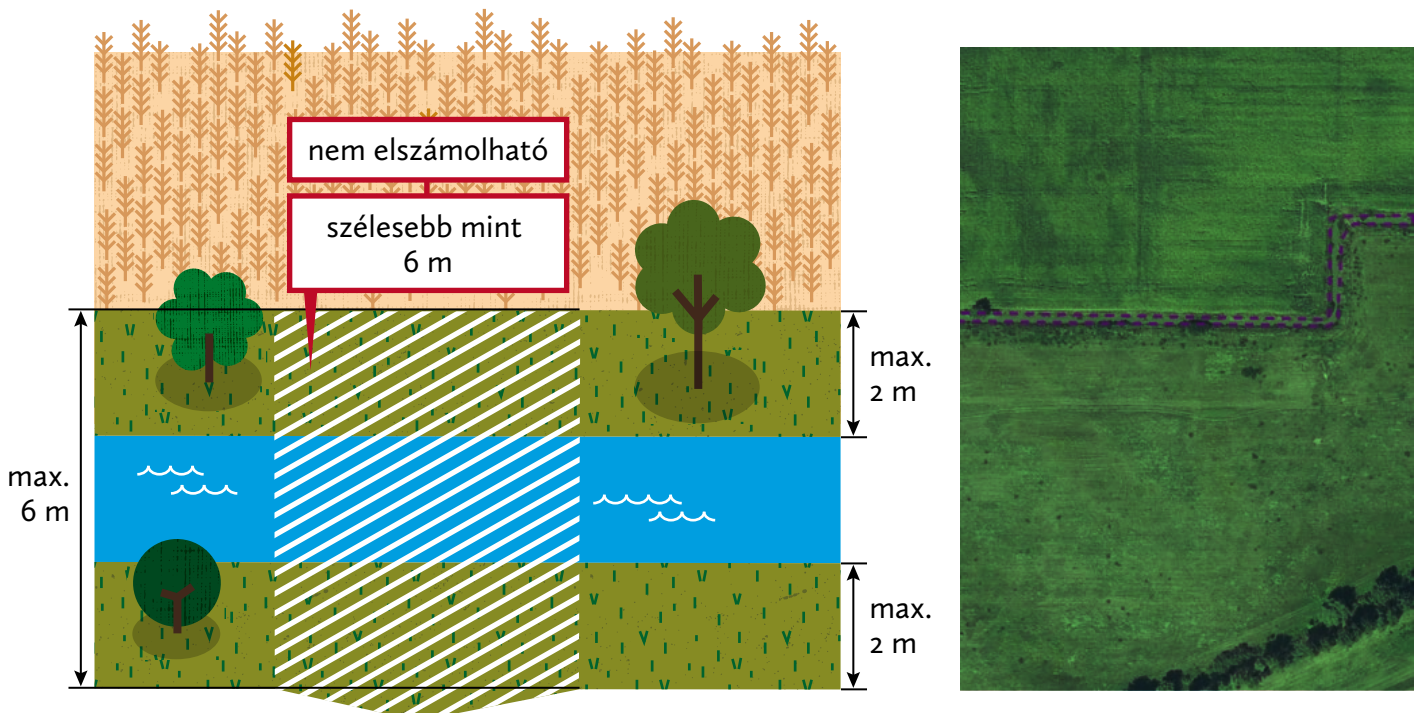 nem elszámolható
szélesebb mint
6 m
max.
2 m
max.
6 m
max.
2 m